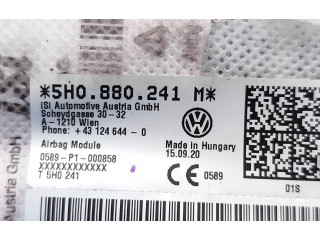 *5H0.880.241 M*
ISI Automotive Austria GmbH
Scheydgasse 30-32
A-1210 Wien
Phone: +43 124 644 - 0
Made in Hungary
15.09.20
Airbag Module
0589-P1-000858
XXXXXXXXXXXX
T 5H0 241
CE 0589
01S